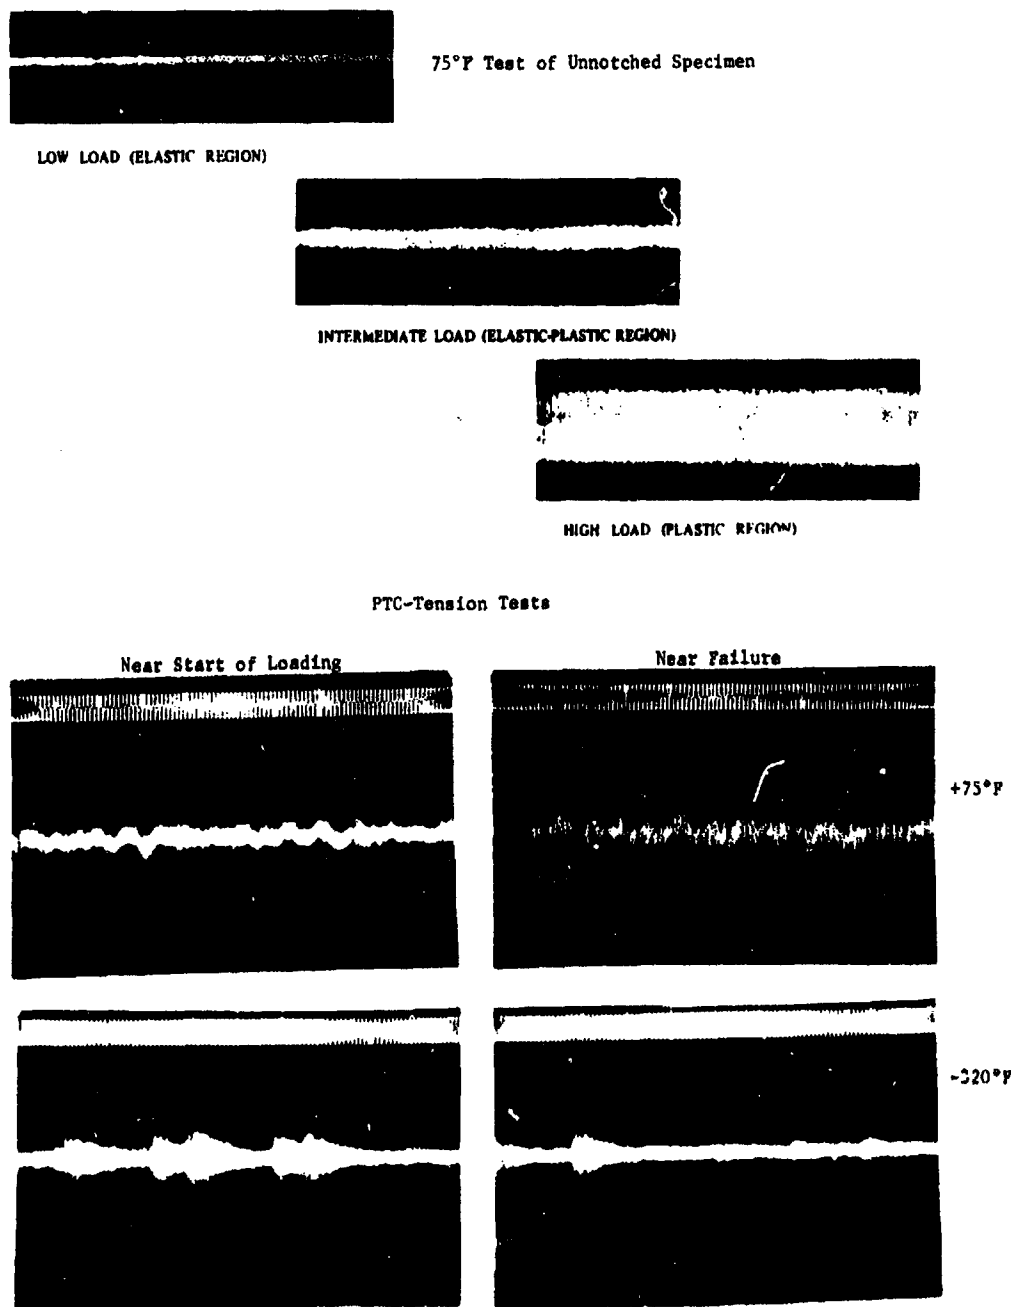 75°F Test of Unnotched Specimen
LOW LOAD (ELASTIC REGION)
INTERMEDIATE LOAD (ELASTIC-PLASTIC REGION)
HIGH LOAD (PLASTIC REGION)
PTC-Tension Tests
Near Start of Loading
Near Failure
+75°F
-320°F